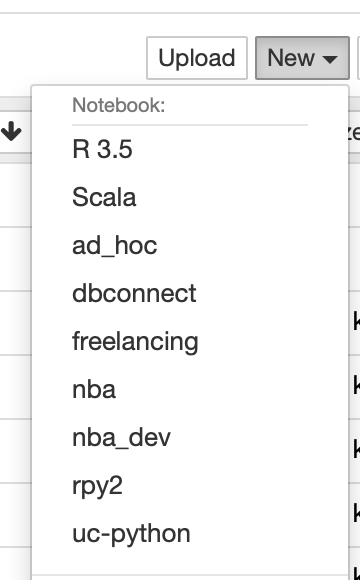 Upload New
Notebook:
R 3.5
Scala
ad_hoc
dbconnect
freelancing
nba
nba_dev
rpy2
uc-python